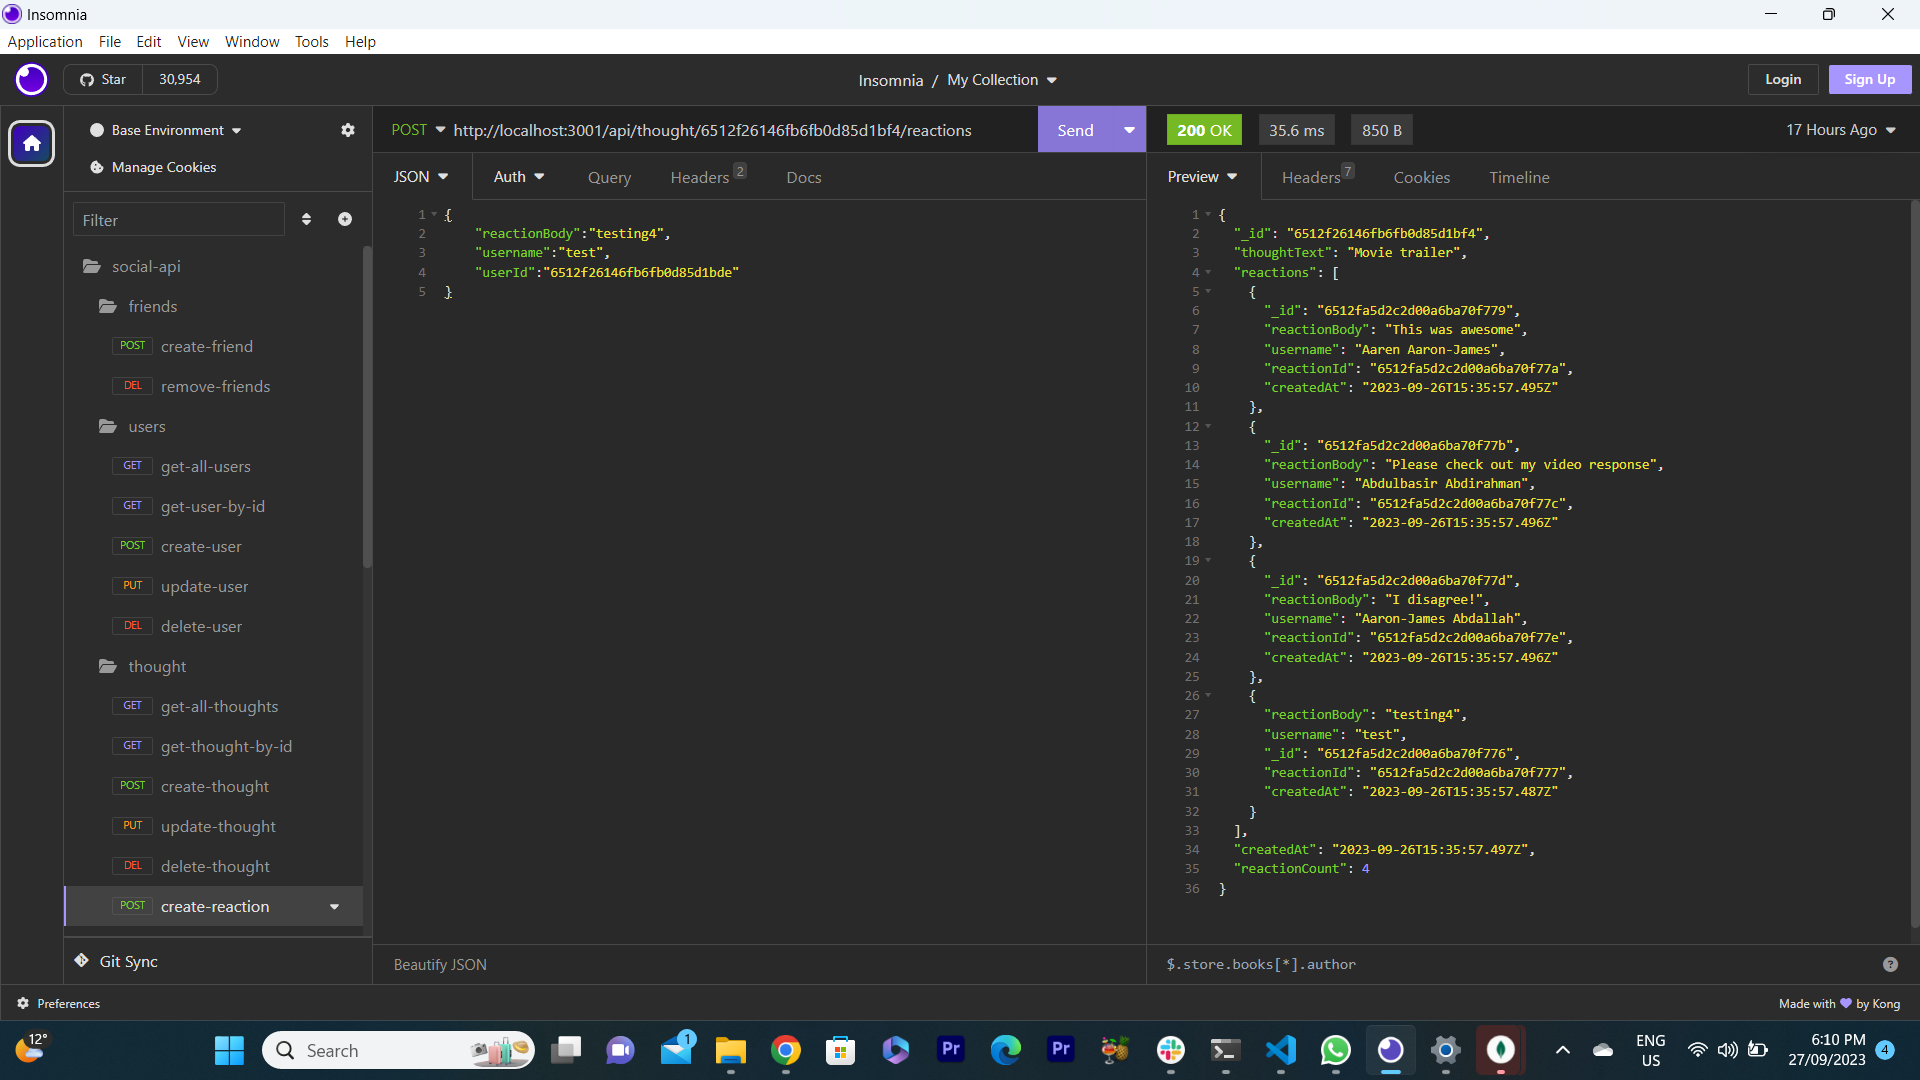 Insomnia
Application File Edit View Window Tools Help
Star 30,954
Insomnia / My Collection
Login Sign Up
Base Environment
Manage Cookies
Filter
social-api
friends
POST create-friend
DEL remove-friends
users
GET get-all-users
GET get-user-by-id
POST create-user
PUT update-user
DEL delete-user
thought
GET get-all-thoughts
GET get-thought-by-id
POST create-thought
PUT update-thought
DEL delete-thought
POST create-reaction
Git Sync
POST http://localhost:3001/api/thought/6512f26146fb6fb0d85d1bf4/reactions Send
JSON Auth Query Headers 2 Docs
1 {
2 "reactionBody":"testing4",
3 "username":"test",
4 "userId":"6512f26146fb6fb0d85d1bde"
5 }
Beautify JSON
200 OK 35.6 ms 850 B 17 Hours Ago
Preview Headers 7 Cookies Timeline
1 {
2 "_id": "6512f26146fb6fb0d85d1bf4",
3 "thoughtText": "Movie trailer",
4 "reactions": [
5 {
6 "_id": "6512fa5d2c2d00a6ba70f779",
7 "reactionBody": "This was awesome",
8 "username": "Aaren Aaron-James",
9 "reactionId": "6512fa5d2c2d00a6ba70f77a",
10 "createdAt": "2023-09-26T15:35:57.495Z"
11 },
12 {
13 "_id": "6512fa5d2c2d00a6ba70f77b",
14 "reactionBody": "Please check out my video response",
15 "username": "Abdulbasir Abdirahman",
16 "reactionId": "6512fa5d2c2d00a6ba70f77c",
17 "createdAt": "2023-09-26T15:35:57.496Z"
18 },
19 {
20 "_id": "6512fa5d2c2d00a6ba70f77d",
21 "reactionBody": "I disagree!",
22 "username": "Aaron-James Abdallah",
23 "reactionId": "6512fa5d2c2d00a6ba70f77e",
24 "createdAt": "2023-09-26T15:35:57.496Z"
25 },
26 {
27 "reactionBody": "testing4",
28 "username": "test",
29 "_id": "6512fa5d2c2d00a6ba70f776",
30 "reactionId": "6512fa5d2c2d00a6ba70f777",
31 "createdAt": "2023-09-26T15:35:57.487Z"
32 }
33 ],
34 "createdAt": "2023-09-26T15:35:57.497Z",
35 "reactionCount": 4
36 }
$.store.books[*].author
?
Preferences
Made with 💜 by Kong
12°
Search
1
Pr
Pr
ENG
US
6:10 PM
27/09/2023
4